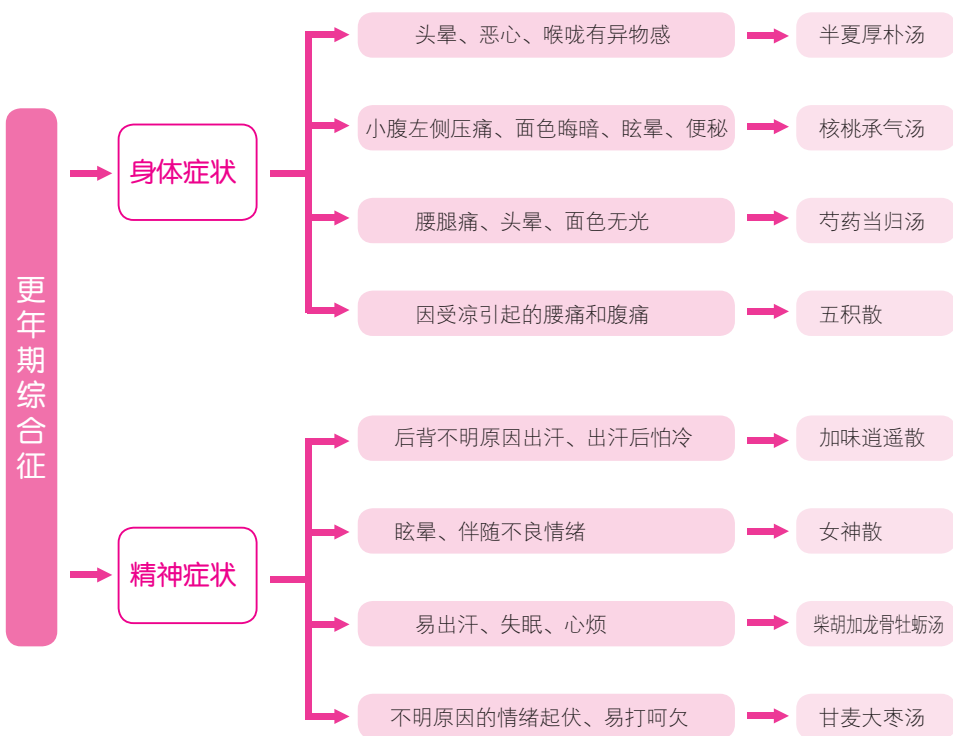 更年期综合征
身体症状
头晕、恶心、喉咙有异物感
半夏厚朴汤
小腹左侧压痛、面色晦暗、眩晕、便秘
核桃承气汤
腰腿痛、头晕、面色无光
芍药当归汤
因受凉引起的腰痛和腹痛
五积散
精神症状
后背不明原因出汗、出汗后怕冷
加味逍遥散
眩晕、伴随不良情绪
女神散
易出汗、失眠、心烦
柴胡加龙骨牡蛎汤
不明原因的情绪起伏、易打呵欠
甘麦大枣汤